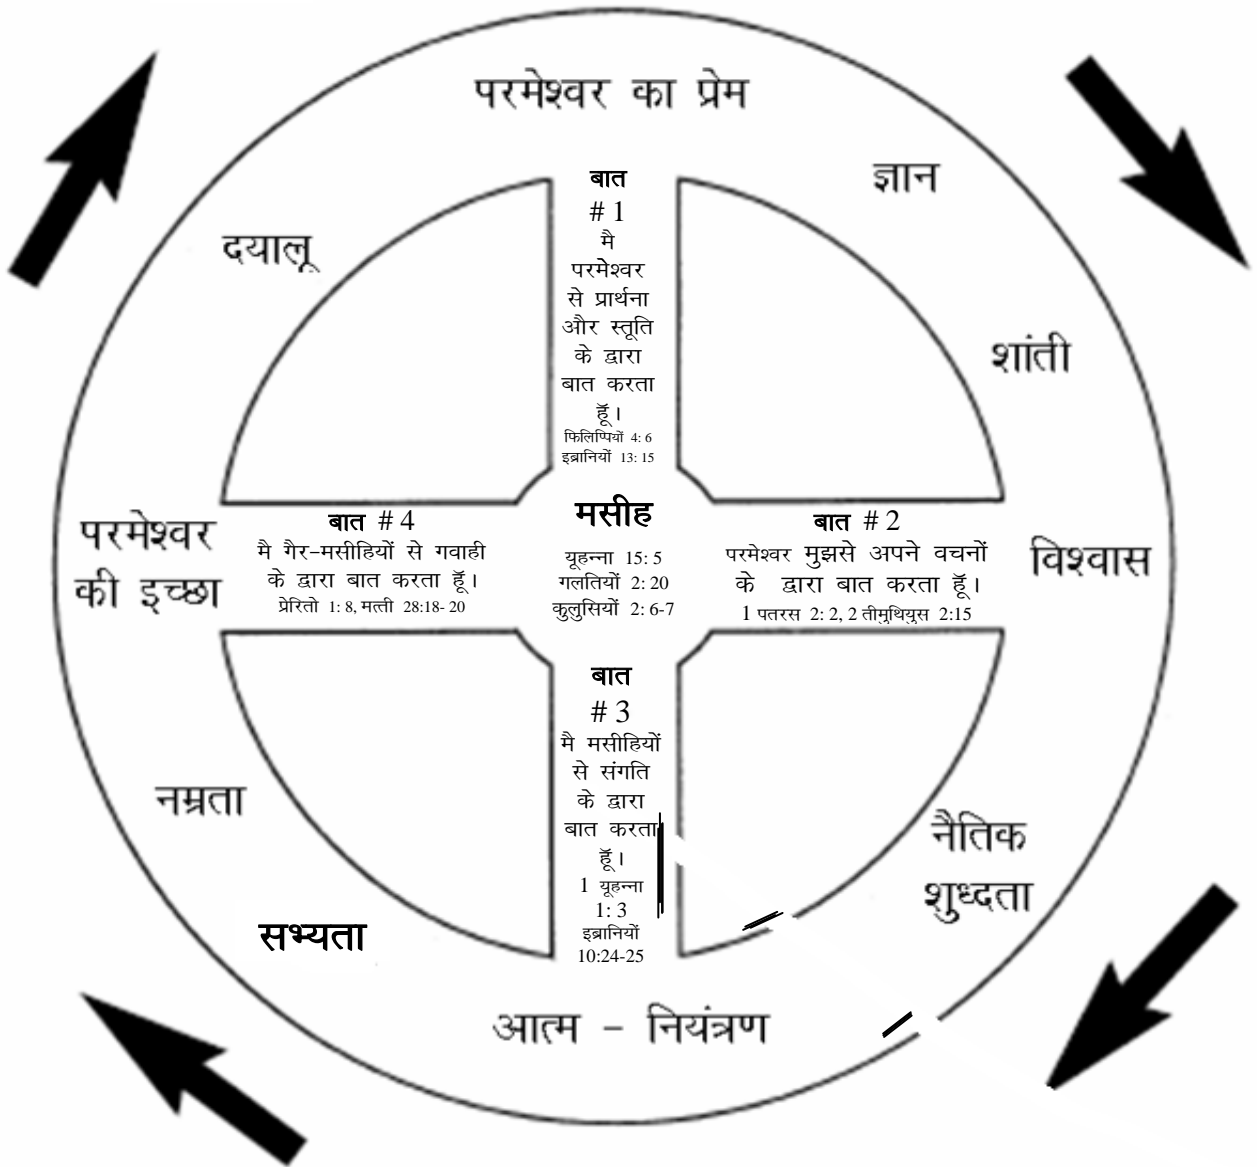 परमेश्वर का प्रेम
ज्ञान
दयालू
शांती
बात
# 1
मै
परमेश्वर
से प्रार्थना
और स्तूति
के द्वारा
बात करता
हूँ।
फिलिप्पियों 4: 6
इब्रानियों 13: 15
परमेश्वर
की इच्छा
बात # 4
मै गैर-मसीहियों से गवाही
के द्वारा बात करता हूँ।
प्रेरितो 1: 8, मत्ती 28:18- 20
मसीह
यूहन्ना 15: 5
गलतियों 2: 20
कुलुसियों 2: 6-7
बात # 2
परमेश्वर मुझसे अपने वचनों
के द्वारा बात करता हूँ।
1 पतरस 2: 2, 2 तीमुथियुस 2:15
विश्वास
बात
# 3
मै मसीहियों
से संगति
के द्वारा
बात करता
हूँ।
1 यूहन्ना
1: 3
इब्रानियों
10:24-25
नम्रता
नैतिक
शुध्दता
सभ्यता
आत्म - नियंत्रण